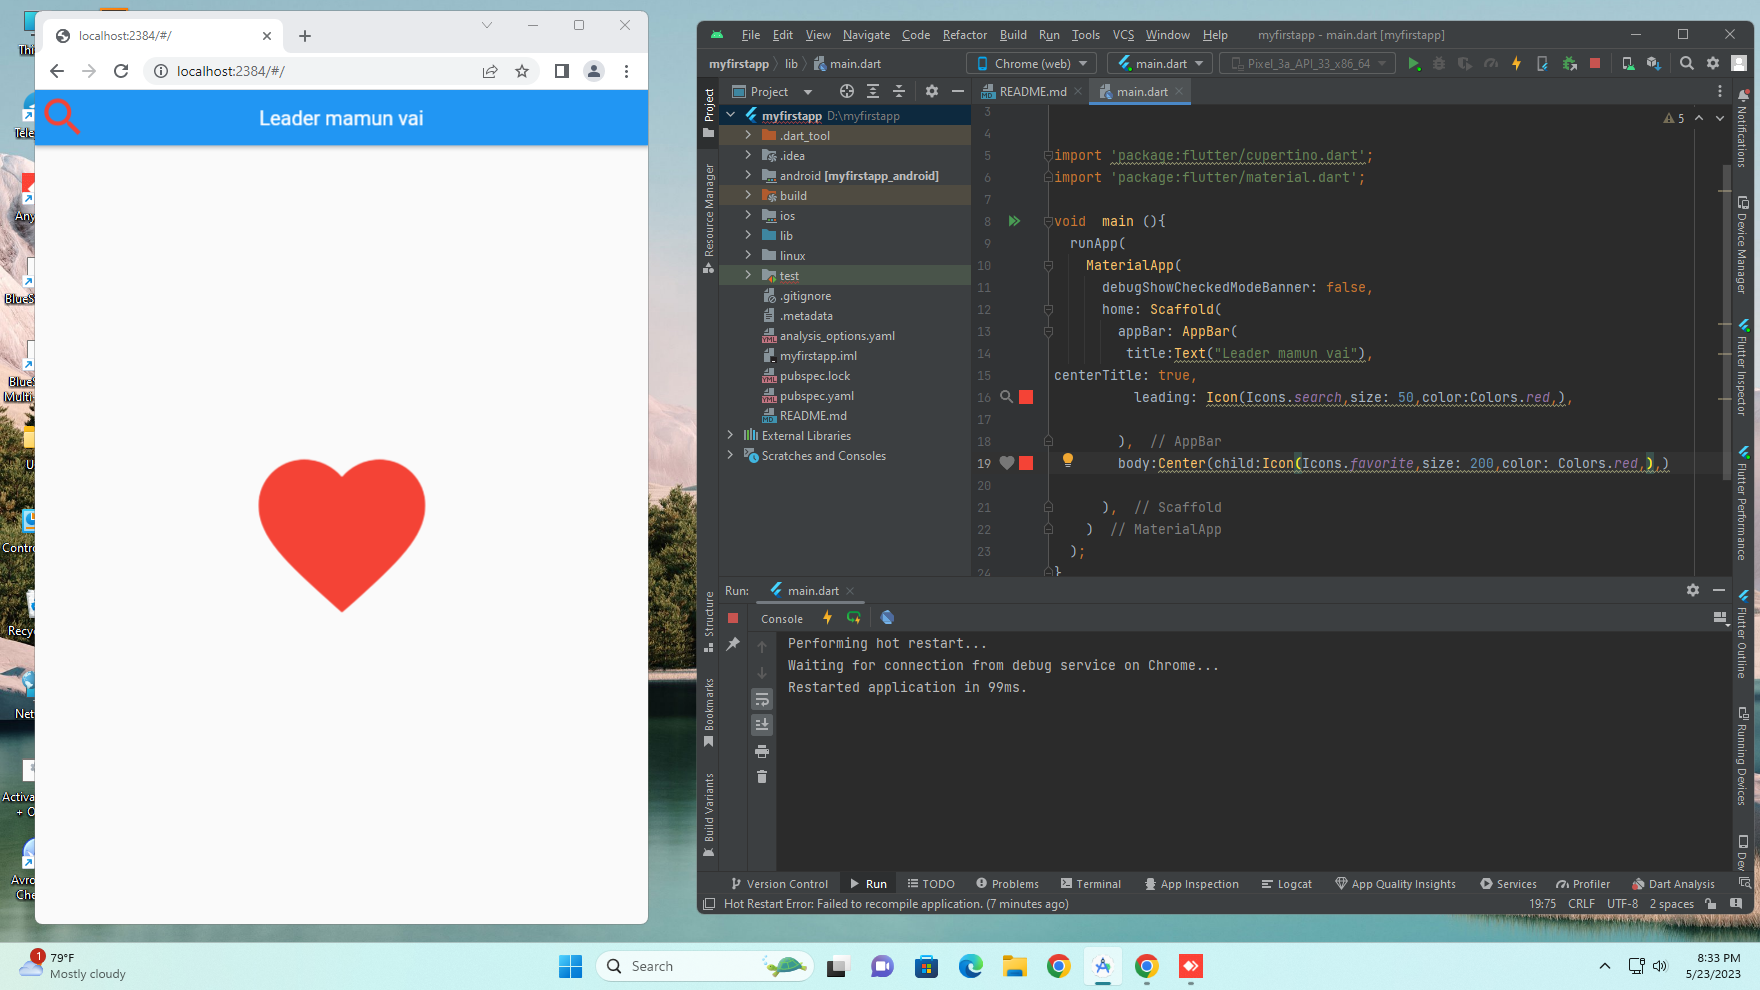 localhost:2384/#/
localhost:2384/#/
Leader mamun vai
File Edit View Navigate Code Refactor Build Run Tools VCS Window Help myfirstapp - main.dart [myfirstapp]
myfirstapp lib main.dart Chrome (web) main.dart Pixel_3a_API_33_x86_64
Project
README.md main.dart
myfirstapp D:\myfirstapp
.dart_tool
.idea
android [myfirstapp_android]
build
ios
lib
linux
test
.gitignore
.metadata
analysis_options.yaml
myfirstapp.iml
pubspec.lock
pubspec.yaml
README.md
External Libraries
Scratches and Consoles
Project
Resource Manager
Structure
Bookmarks
Build Variants
5
3
4
5 import 'package:flutter/cupertino.dart';
6 import 'package:flutter/material.dart';
7
8 void  main (){
9 runApp(
10 MaterialApp(
11 debugShowCheckedModeBanner: false,
12 home: Scaffold(
13 appBar: AppBar(
14 title:Text("Leader mamun vai"),
15 centerTitle: true,
16 leading: Icon(Icons.search,size: 50,color:Colors.red,),
17
18 ),  // AppBar
19 body:Center(child:Icon(Icons.favorite,size: 200,color: Colors.red,),)
20
21 ),  // Scaffold
22 )  // MaterialApp
23 );
24 }
Notifications
Device Manager
Flutter Inspector
Flutter Performance
Flutter Outline
Running Devices
Run: main.dart
Console
Performing hot restart...
Waiting for connection from debug service on Chrome...
Restarted application in 99ms.
Version Control Run TODO Problems Terminal App Inspection Logcat App Quality Insights Services Profiler Dart Analysis
Hot Restart Error: Failed to recompile application. (7 minutes ago) 19:75 CRLF UTF-8 2 spaces
1
79°F
Mostly cloudy
Search
8:33 PM
5/23/2023